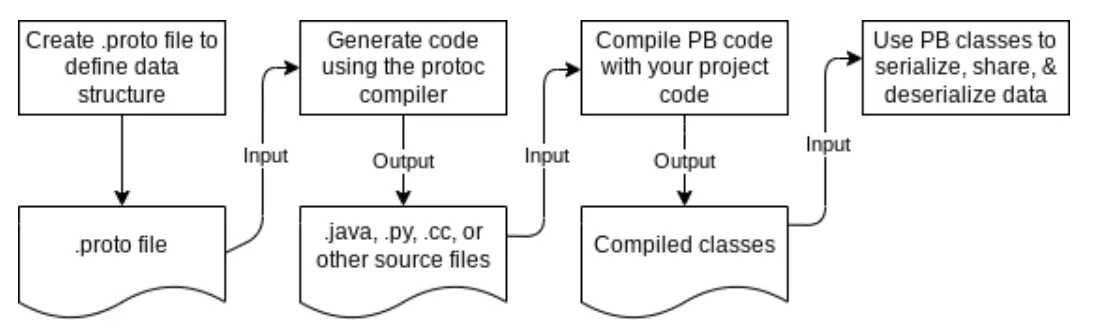 Create .proto file to
define data
structure
Generate code
using the protoc
compiler
Compile PB code
with your project
code
Use PB classes to
serialize, share, &
deserialize data
Input
Output
Input
Output
Input
.proto file
.java, .py, .cc, or
other source files
Compiled classes